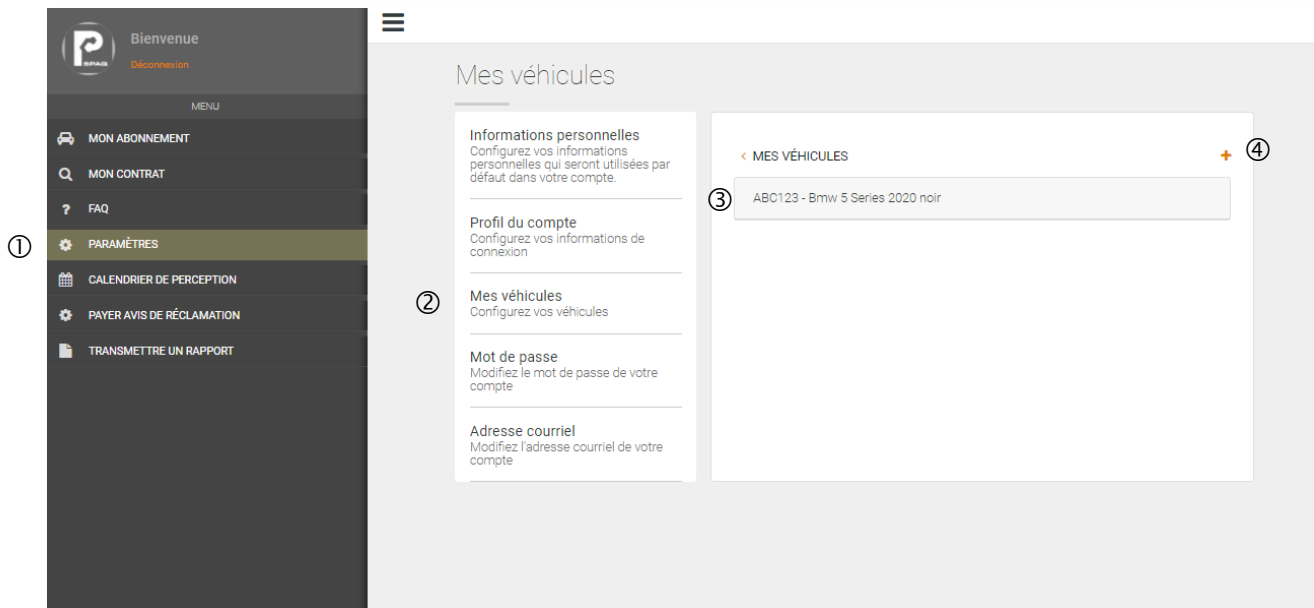 SPAQ
Bienvenue
Déconnexion
MENU
MON ABONNEMENT
MON CONTRAT
? FAQ
① PARAMÈTRES
CALENDRIER DE PERCEPTION
PAYER AVIS DE RÉCLAMATION
TRANSMETTRE UN RAPPORT
Mes véhicules
Informations personnelles
Configurez vos informations
personnelles qui seront utilisées par
défaut dans votre compte.
Profil du compte
Configurez vos informations de
connexion
② Mes véhicules
Configurez vos véhicules
Mot de passe
Modifiez le mot de passe de votre
compte
Adresse courriel
Modifiez l'adresse courriel de votre
compte
< MES VÉHICULES + ④
③ ABC123 - Bmw 5 Series 2020 noir